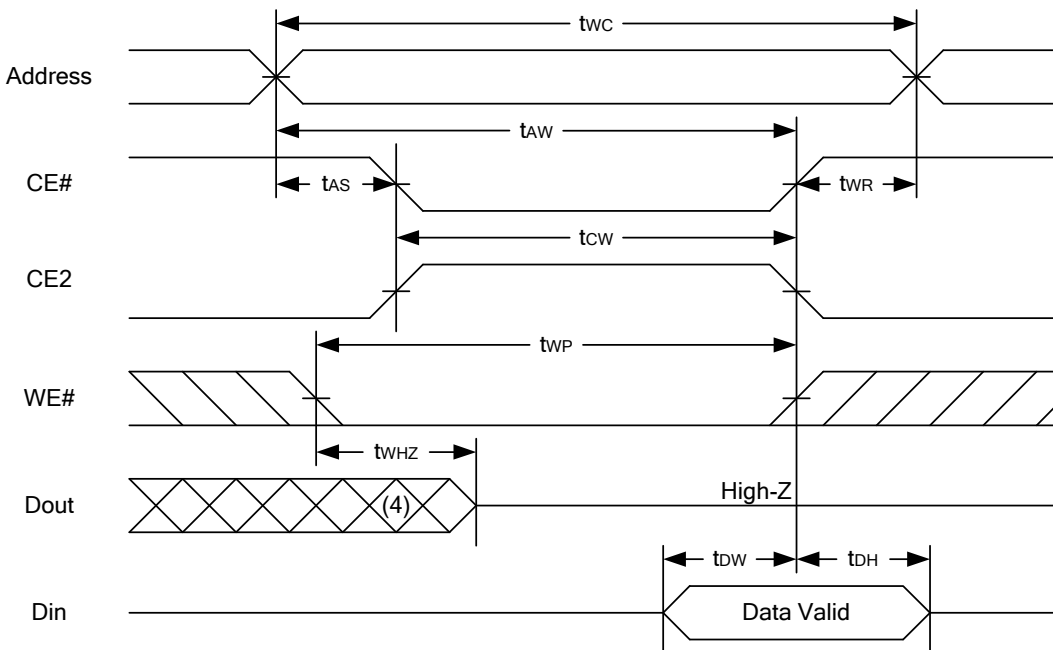 tWC
Address
tAW
CE#
tAS
tWR
tCW
CE2
tWP
WE#
tWHZ
Dout
(4)
High-Z
tDW
tDH
Din
Data Valid